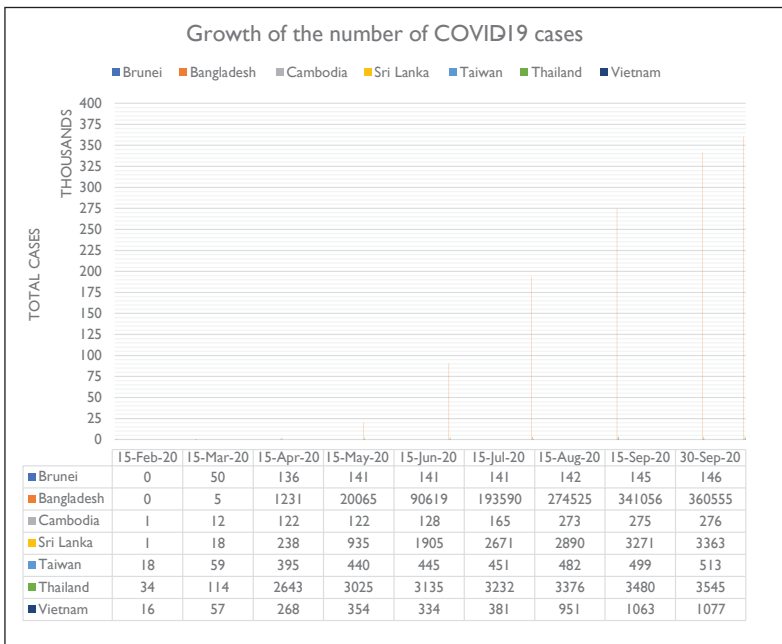 Growth of the number of COVID-19 cases
Brunei Bangladesh Cambodia Sri Lanka Taiwan Thailand Vietnam
TOTAL CASES
THOUSANDS
400
375
350
325
300
275
250
225
200
175
150
125
100
75
50
25
0
15-Feb-20 15-Mar-20 15-Apr-20 15-May-20 15-Jun-20 15-Jul-20 15-Aug-20 15-Sep-20 30-Sep-20
Brunei 0 50 136 141 141 141 142 145 146
Bangladesh 0 5 1231 20065 90619 193590 274525 341056 360555
Cambodia 1 12 122 122 128 165 273 275 276
Sri Lanka 1 18 238 935 1905 2671 2890 3271 3363
Taiwan 18 59 395 440 445 451 482 499 513
Thailand 34 114 2643 3025 3135 3232 3376 3480 3545
Vietnam 16 57 268 354 334 381 951 1063 1077